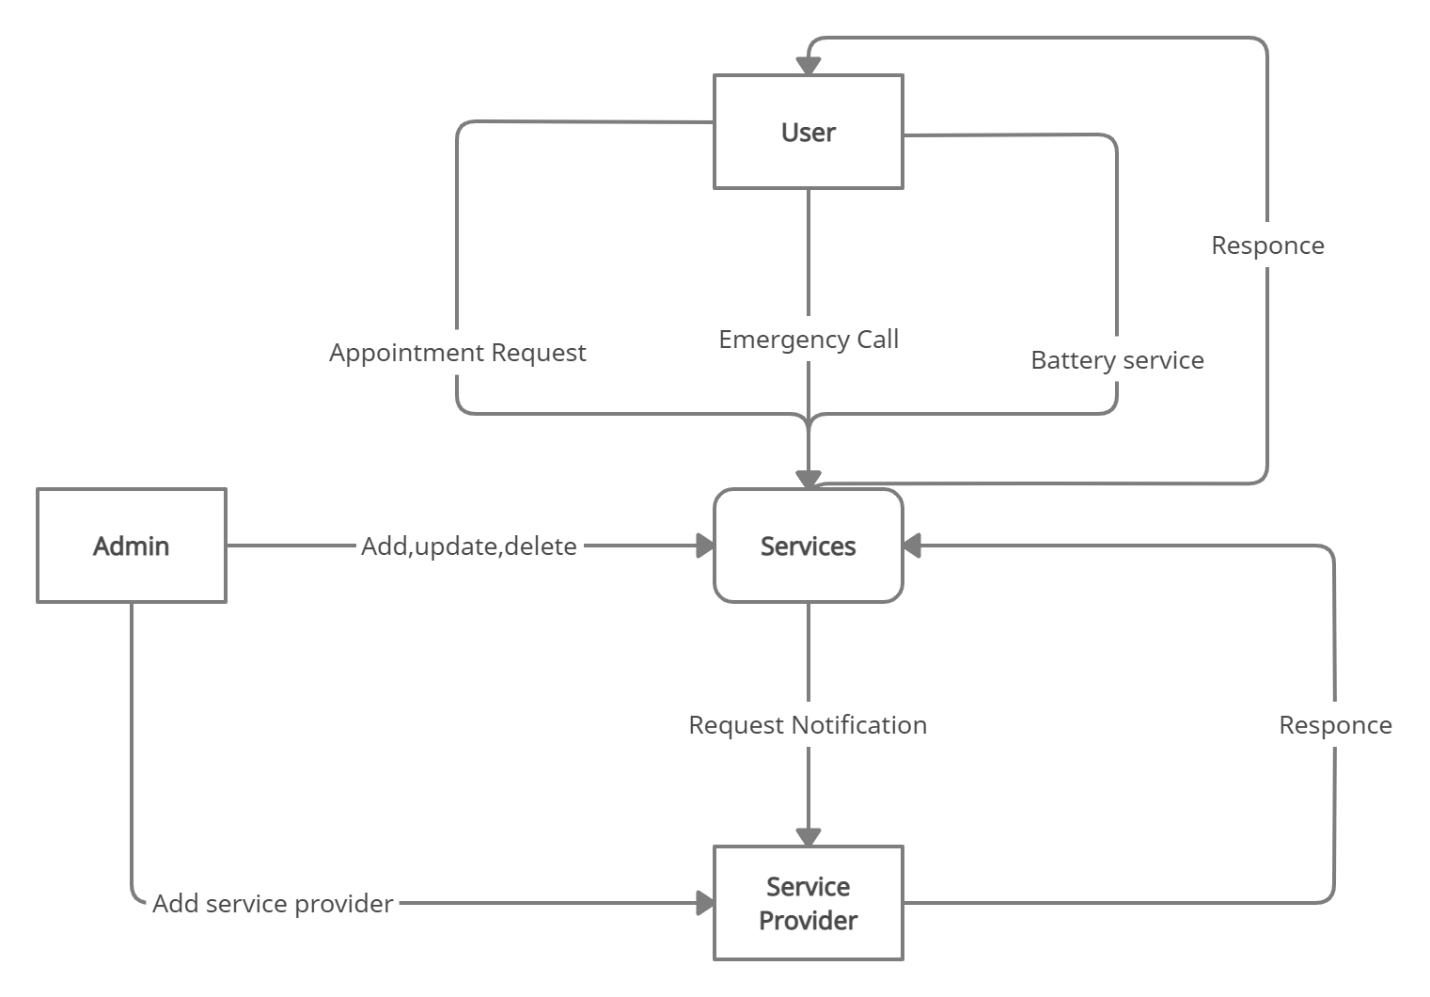 User
Responce
Appointment Request
Emergency Call
Battery service
Admin
Add,update,delete
Services
Request Notification
Responce
Add service provider
Service
Provider